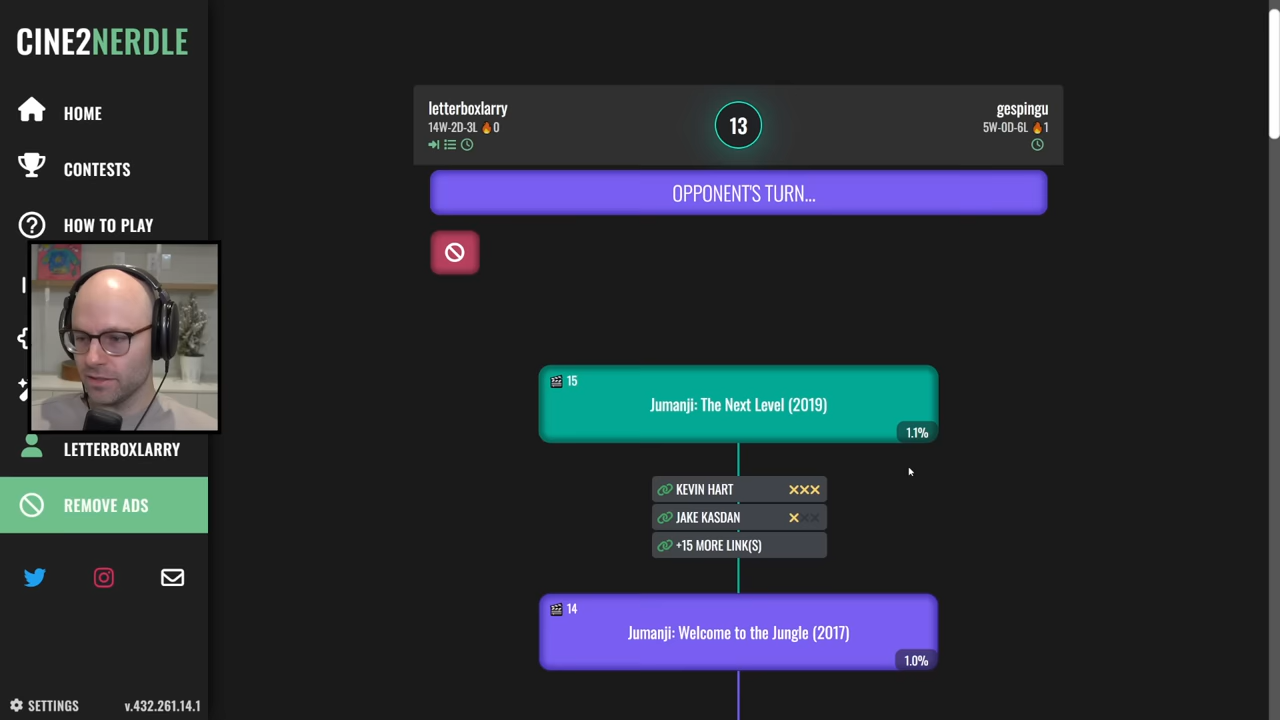 CINE2NERDLE
HOME
CONTESTS
HOW TO PLAY
LETTERBOXLARRY
REMOVE ADS
SETTINGS
v.432.261.14.1
letterboxlarry
14W-2D-3L 🔥0
13
gespingu
5W-0D-6L 🔥1
OPPONENT'S TURN...
15
Jumanji: The Next Level (2019)
1.1%
KEVIN HART
JAKE KASDAN
+15 MORE LINK(S)
14
Jumanji: Welcome to the Jungle (2017)
1.0%